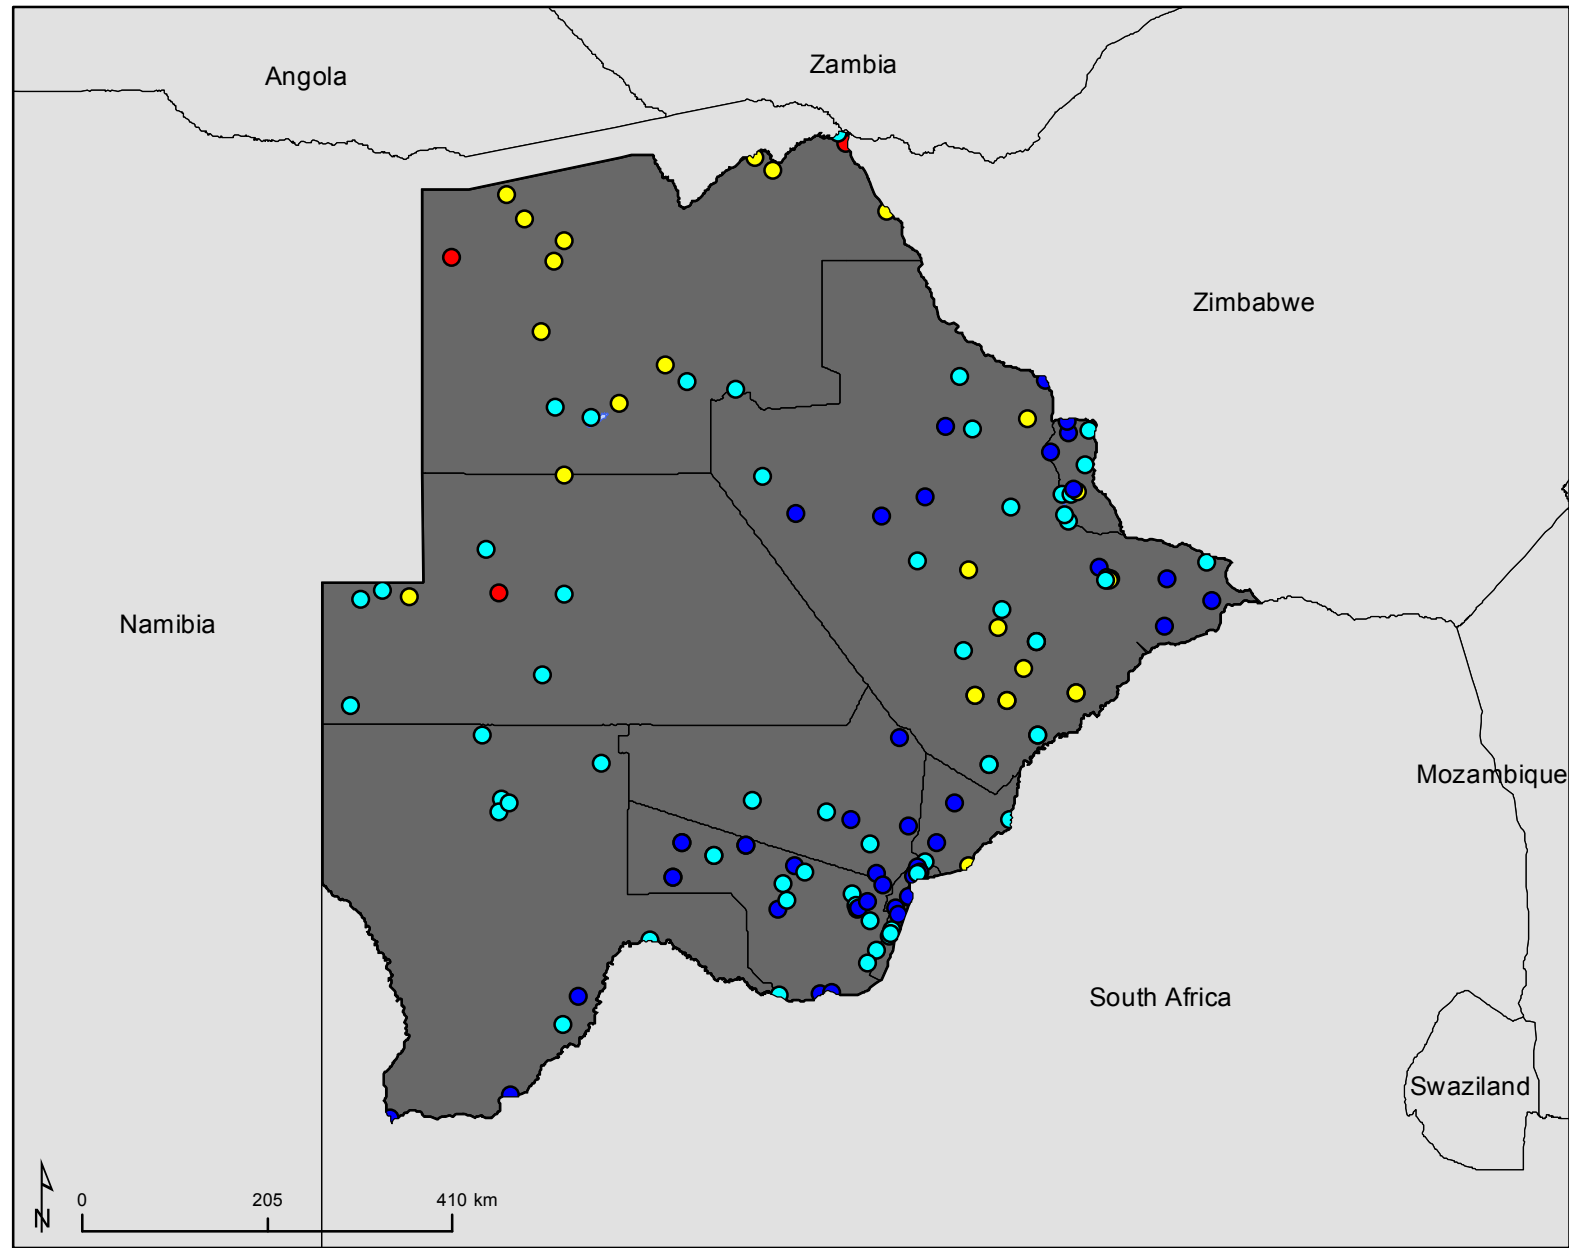 Zambia
Angola
Zimbabwe
Namibia
Mozambique
South Africa
Swaziland
0 205 410 km
N